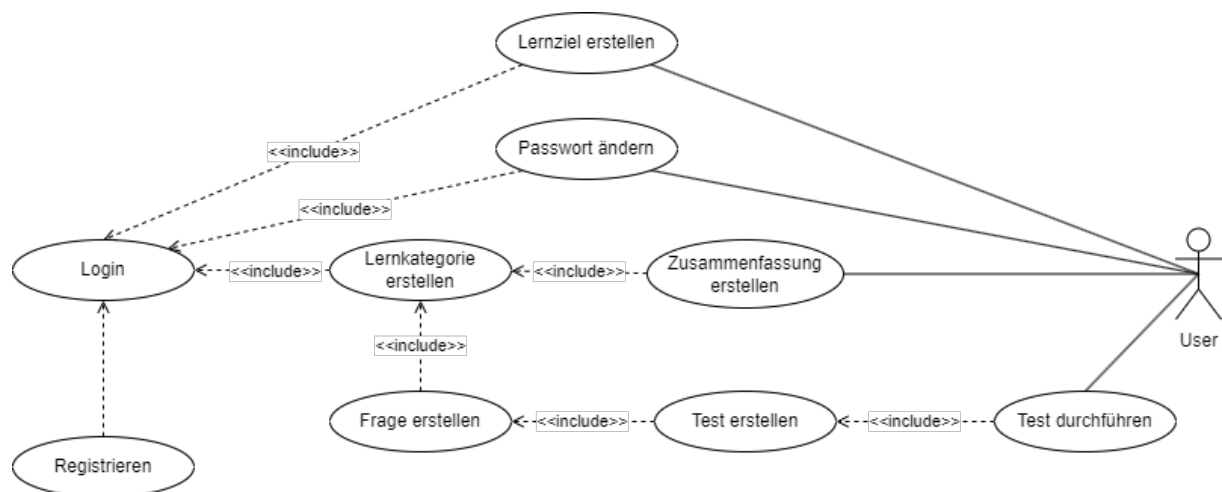 Lernziel erstellen
<<include>>
Passwort ändern
<<include>>
Login
<<include>>
Lernkategorie
erstellen
<<include>>
Zusammenfassung
erstellen
User
<<include>>
Frage erstellen
<<include>>
Test erstellen
<<include>>
Test durchführen
Registrieren